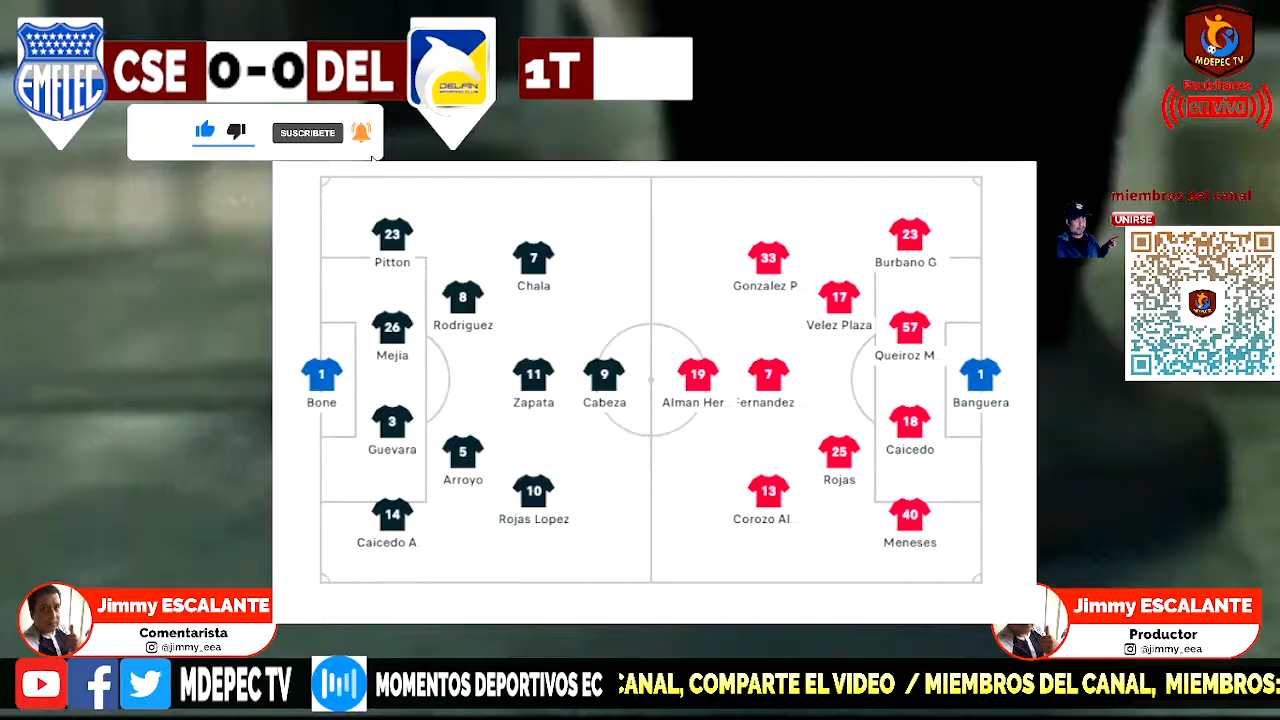 EMELEC
CSE 0-0 DEL
DELFIN
SPORTING CLUB
1T
MDEPEC TV
Escúchanos
en vivo
SUSCRIBETE
miembros del canal
UNIRSE
23
Pitton
7
Chala
8
Rodriguez
26
Mejia
1
Bone
11
Zapata
9
Cabeza
3
Guevara
5
Arroyo
10
Rojas Lopez
14
Caicedo A.
33
Gonzalez P..
23
Burbano G.
17
Velez Plaza
57
Queiroz M..
19
Alman Her..
7
Fernandez ..
1
Banguera
18
Caicedo
25
Rojas
13
Corozo Al..
40
Meneses
Jimmy ESCALANTE
Comentarista
@jimmy_eea
Jimmy ESCALANTE
Productor
@jimmy_eea
MDEPEC TV
MOMENTOS DEPORTIVOS EC
CANAL, COMPARTE EL VIDEO / MIEMBROS DEL CANAL, MIEMBROS: